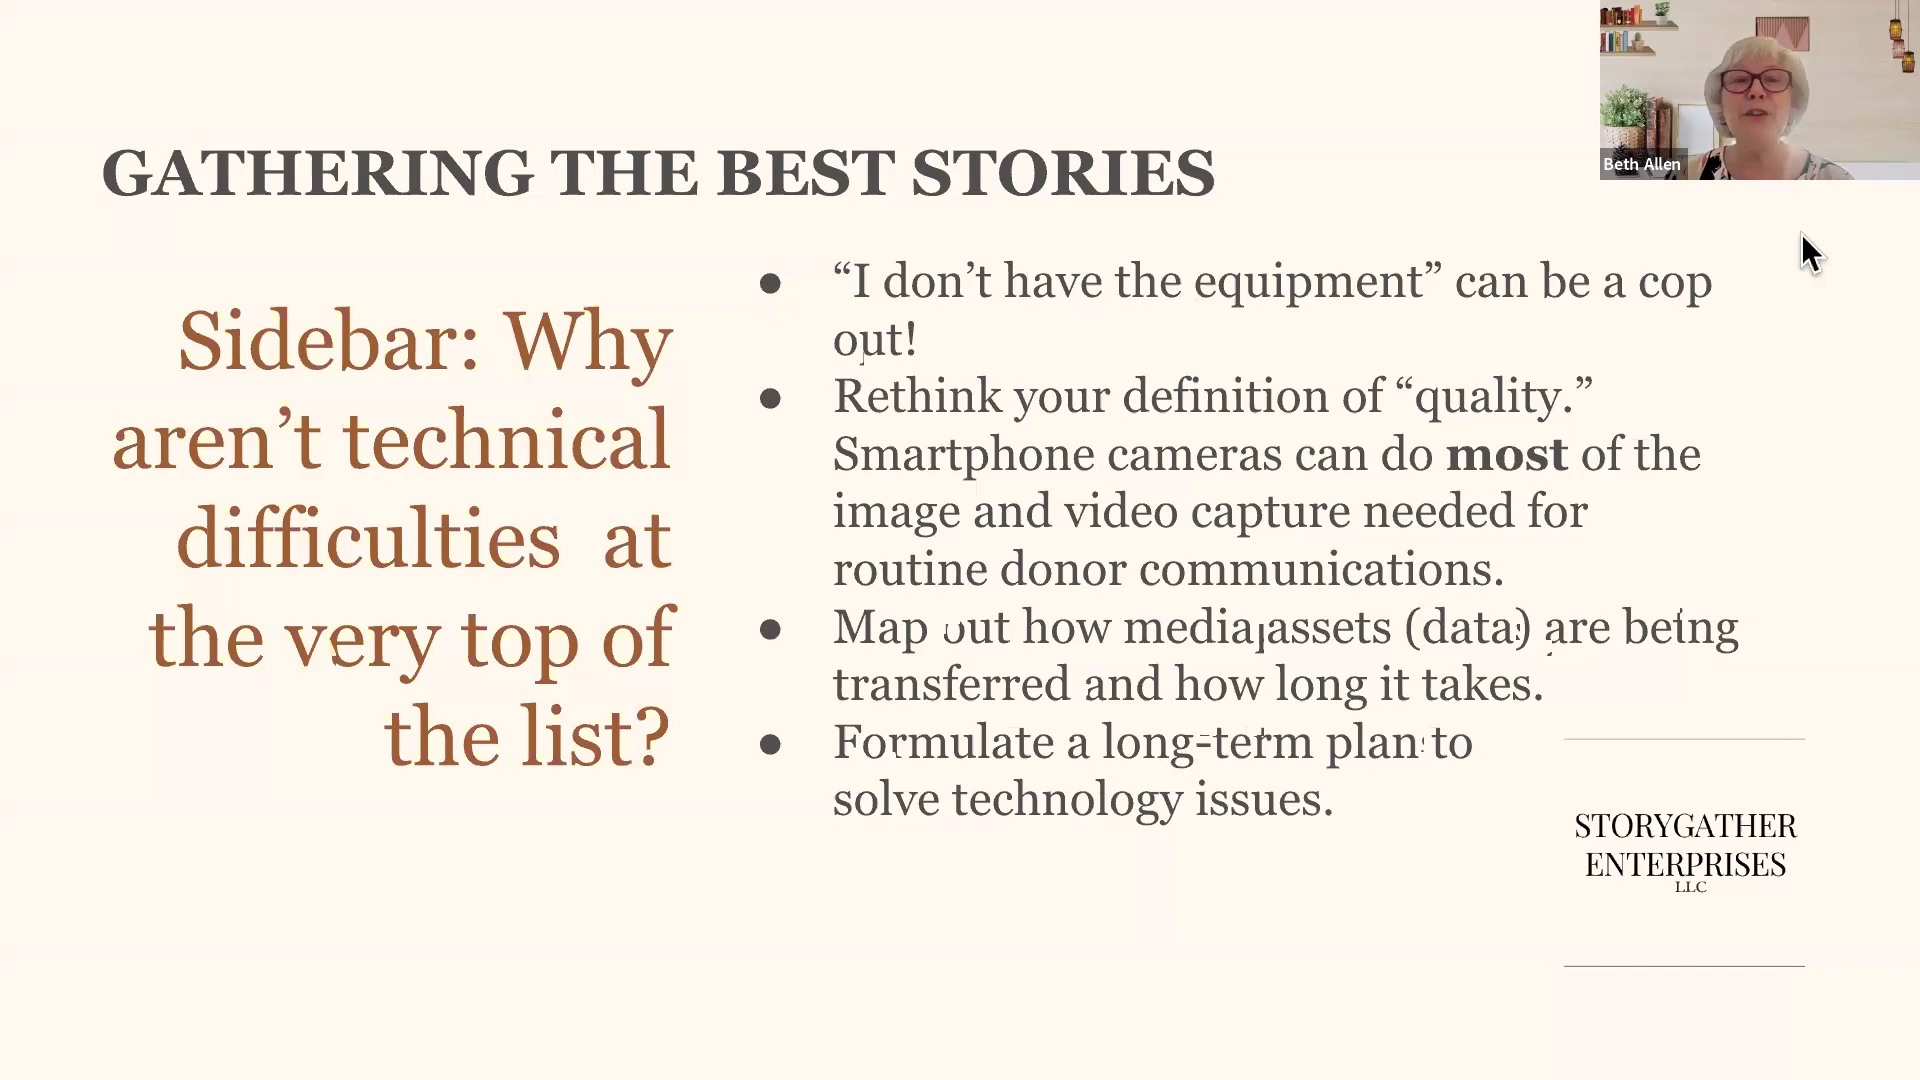 Beth Allen
GATHERING THE BEST STORIES
Sidebar: Why
aren’t technical
difficulties at
the very top of
the list?
● “I don’t have the equipment” can be a cop
out!
● Rethink your definition of “quality.”
Smartphone cameras can do most of the
image and video capture needed for
routine donor communications.
● Map out how media assets (data) are being
transferred and how long it takes.
● Formulate a long-term plan to
solve technology issues.
STORYGATHER
ENTERPRISES
LLC